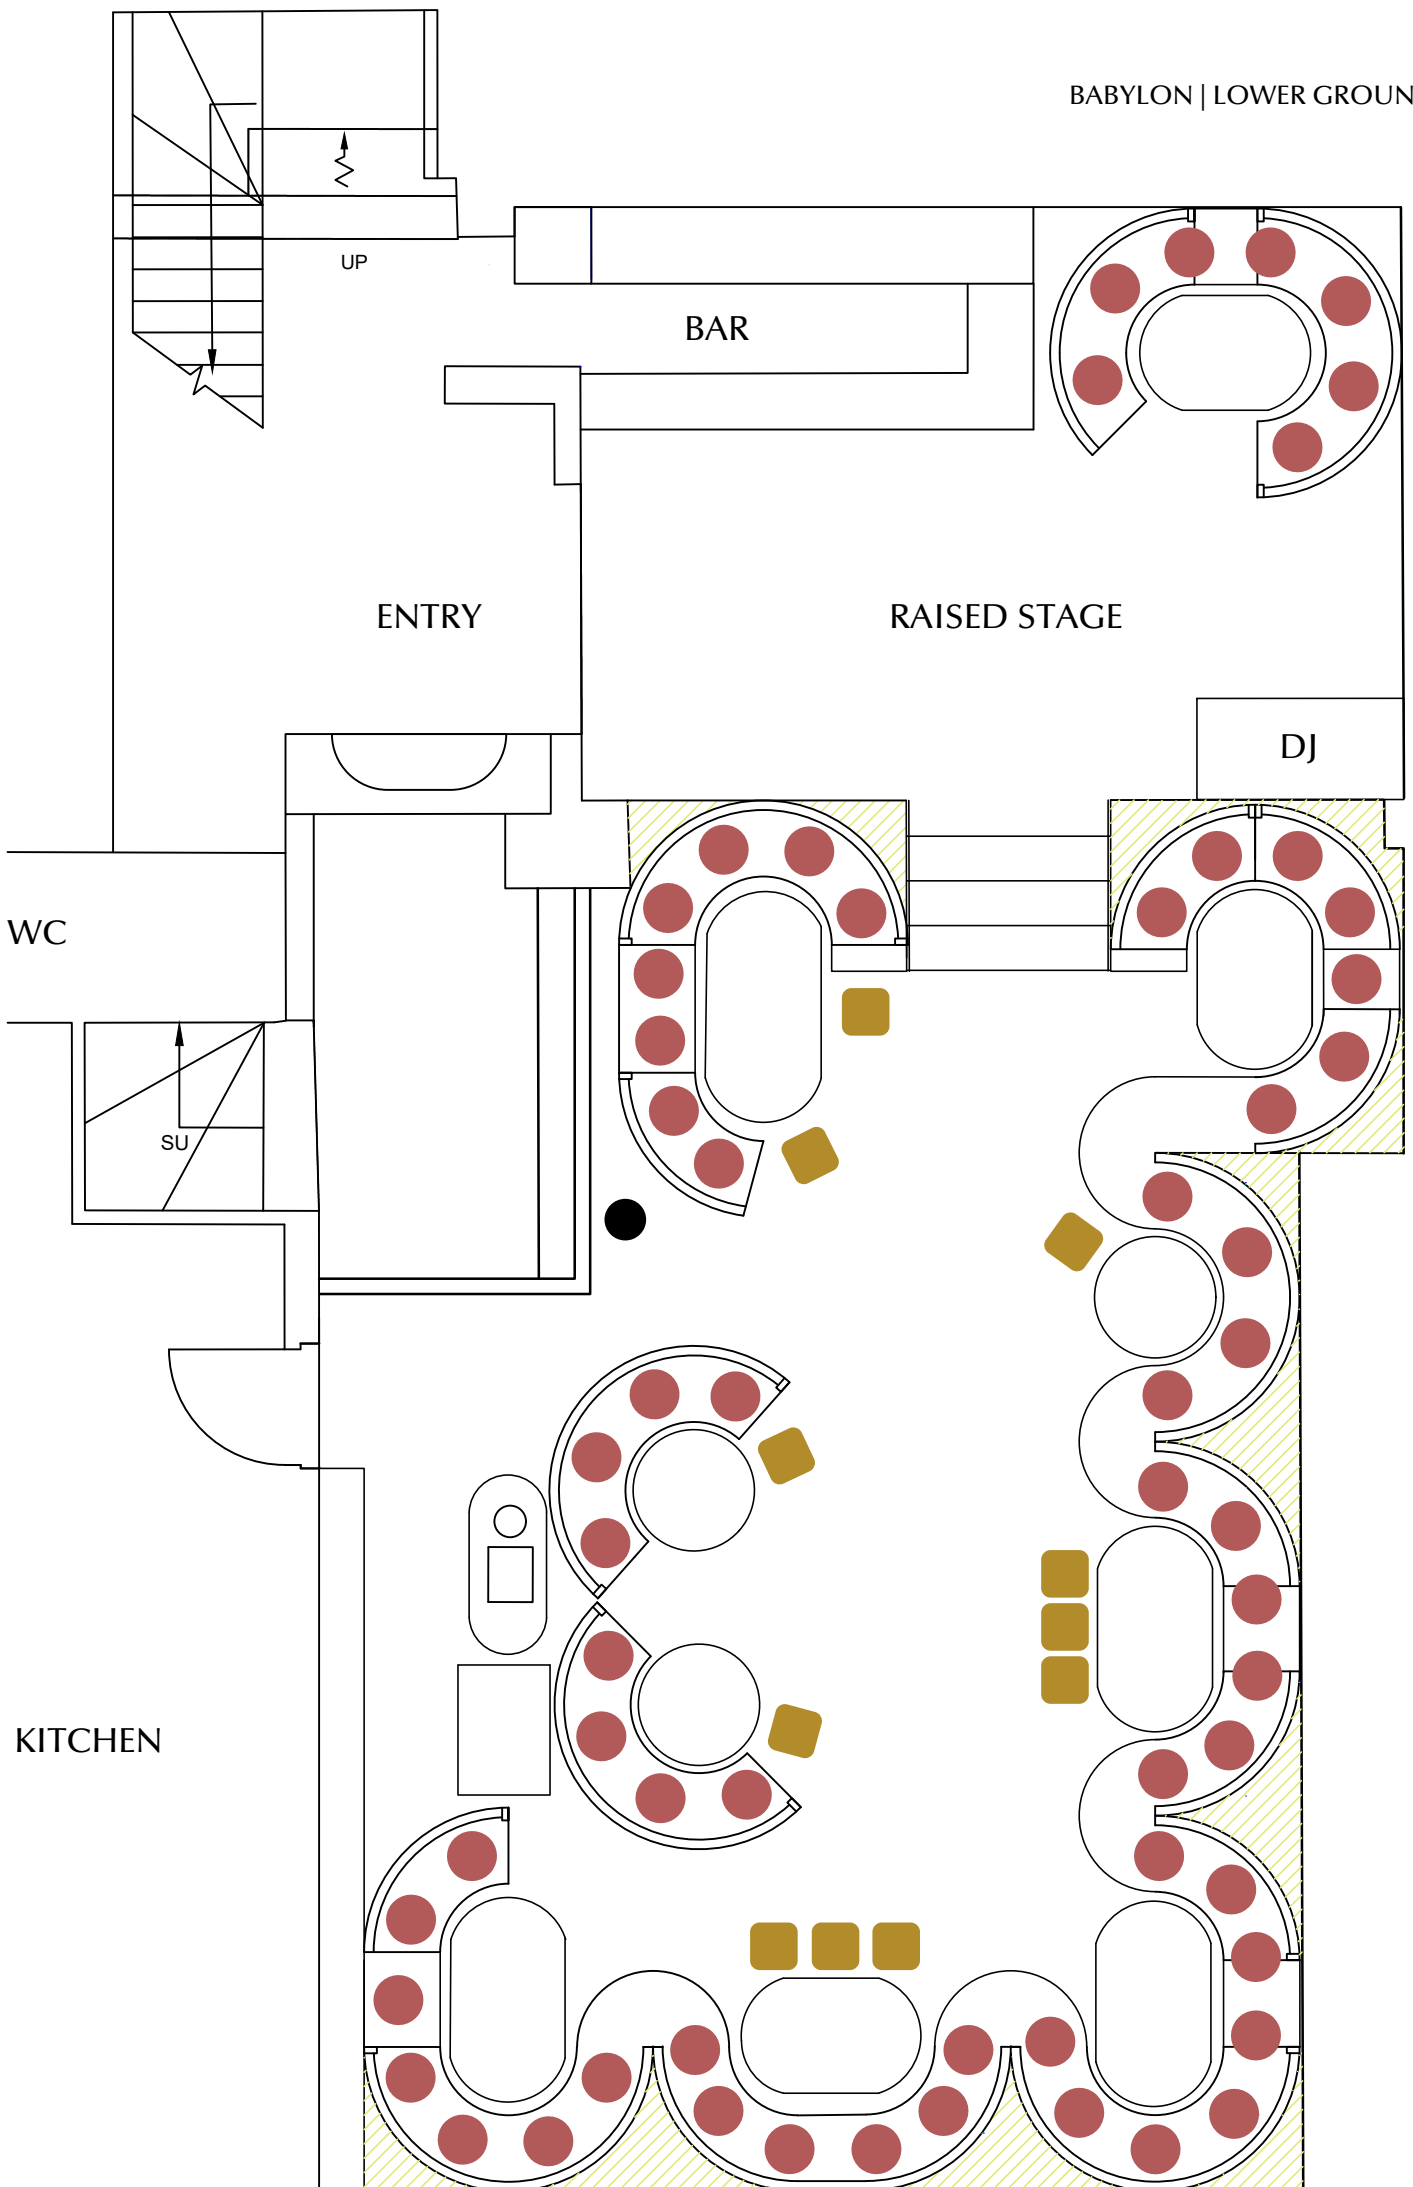 BABYLON | LOWER GROUN
UP
BAR
ENTRY
RAISED STAGE
DJ
WC
SU
KITCHEN